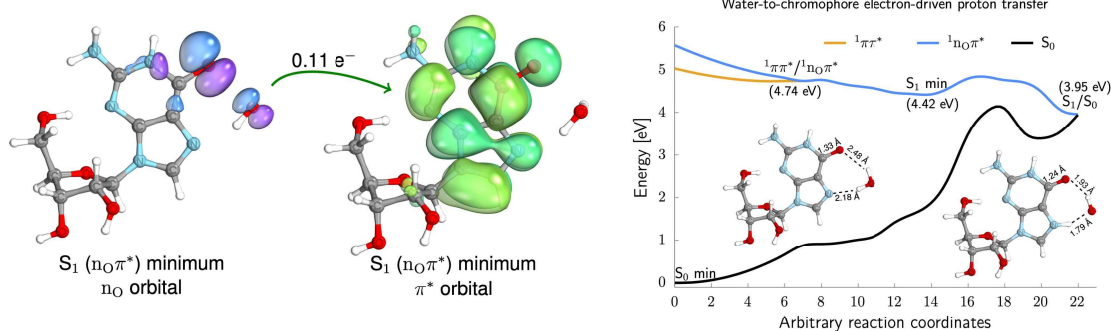 0.11 e⁻
S₁ (n_Oπ*) minimum
n_O orbital
S₁ (n_Oπ*) minimum
π* orbital
Water-to-chromophore electron-driven proton transfer
¹ππ* ¹n_Oπ* S₀
6
5
4
3
2
1
0
Energy [eV]
¹ππ*/¹n_Oπ*
(4.74 eV)
S₁ min
(4.42 eV)
(3.95 eV)
S₁/S₀
1.33 Å
2.48 Å
2.18 Å
1.24 Å
1.93 Å
1.79 Å
S₀ min
0 2 4 6 8 10 12 14 16 18 20 22
Arbitrary reaction coordinates